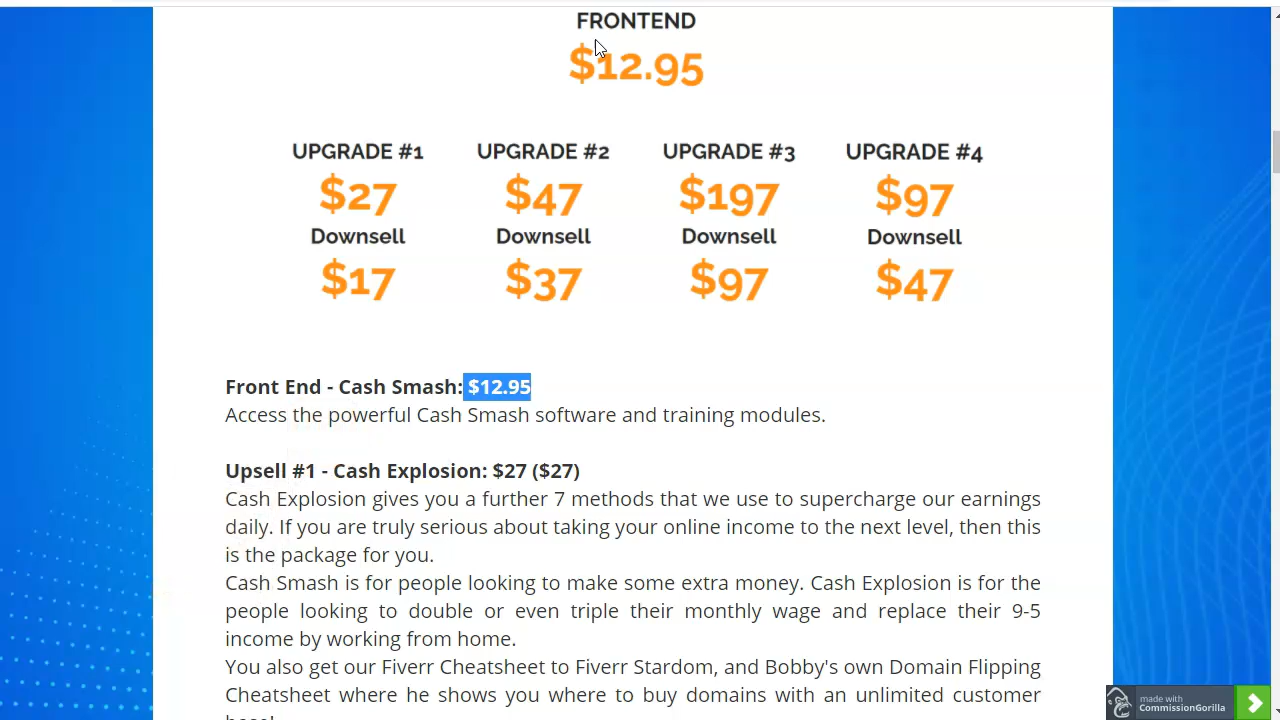 FRONTEND
$12.95
UPGRADE #1 UPGRADE #2 UPGRADE #3 UPGRADE #4
$27 $47 $197 $97
Downsell Downsell Downsell Downsell
$17 $37 $97 $47
Front End - Cash Smash: $12.95
Access the powerful Cash Smash software and training modules.
Upsell #1 - Cash Explosion: $27 ($27)
Cash Explosion gives you a further 7 methods that we use to supercharge our earnings
daily. If you are truly serious about taking your online income to the next level, then this
is the package for you.
Cash Smash is for people looking to make some extra money. Cash Explosion is for the
people looking to double or even triple their monthly wage and replace their 9-5
income by working from home.
You also get our Fiverr Cheatsheet to Fiverr Stardom, and Bobby's own Domain Flipping
Cheatsheet where he shows you where to buy domains with an unlimited customer
base!
made with
CommissionGorilla